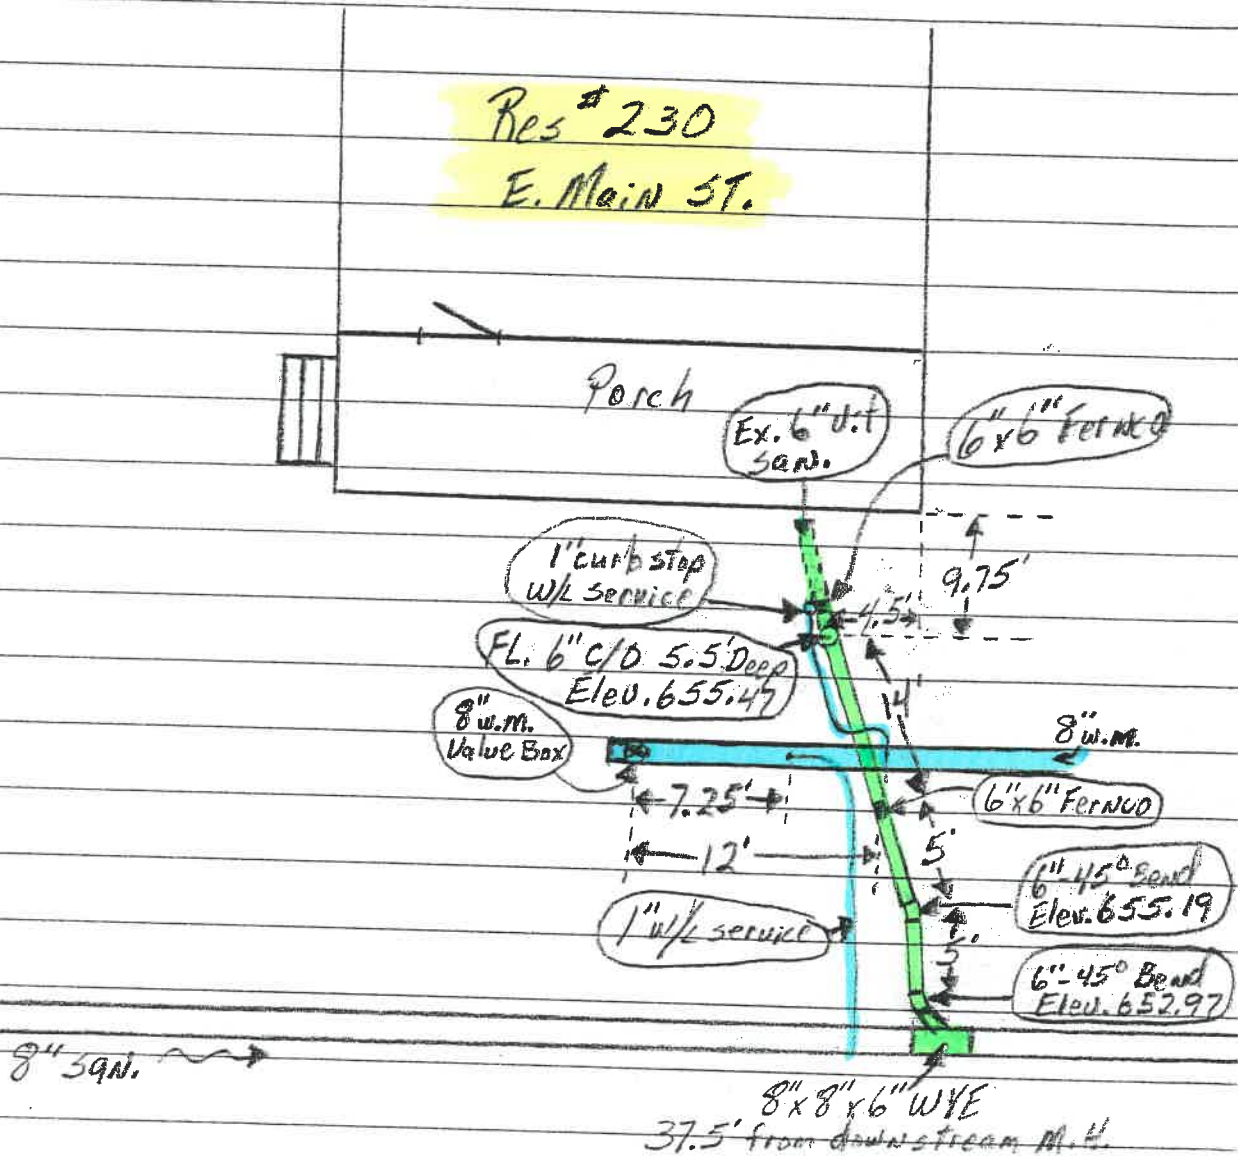 Res # 230
E. Main ST.
Porch
Ex. 6" Vit
San.
6"x6" Fernco
1" curb stop
W/L Service
9.75'
4.5'
FL. 6" C/O 5.5' Deep
Elev. 655.47
14'
8" w.m.
Value Box
8" w.m.
7.25'
6"x6" Fernco
12'
5'
6"-45° Bend
Elev. 655.19
1" W/L service
5'
6"-45° Bend
Elev. 652.97
8" San.
8"x8"x6" WYE
37.5' from downstream M.H.